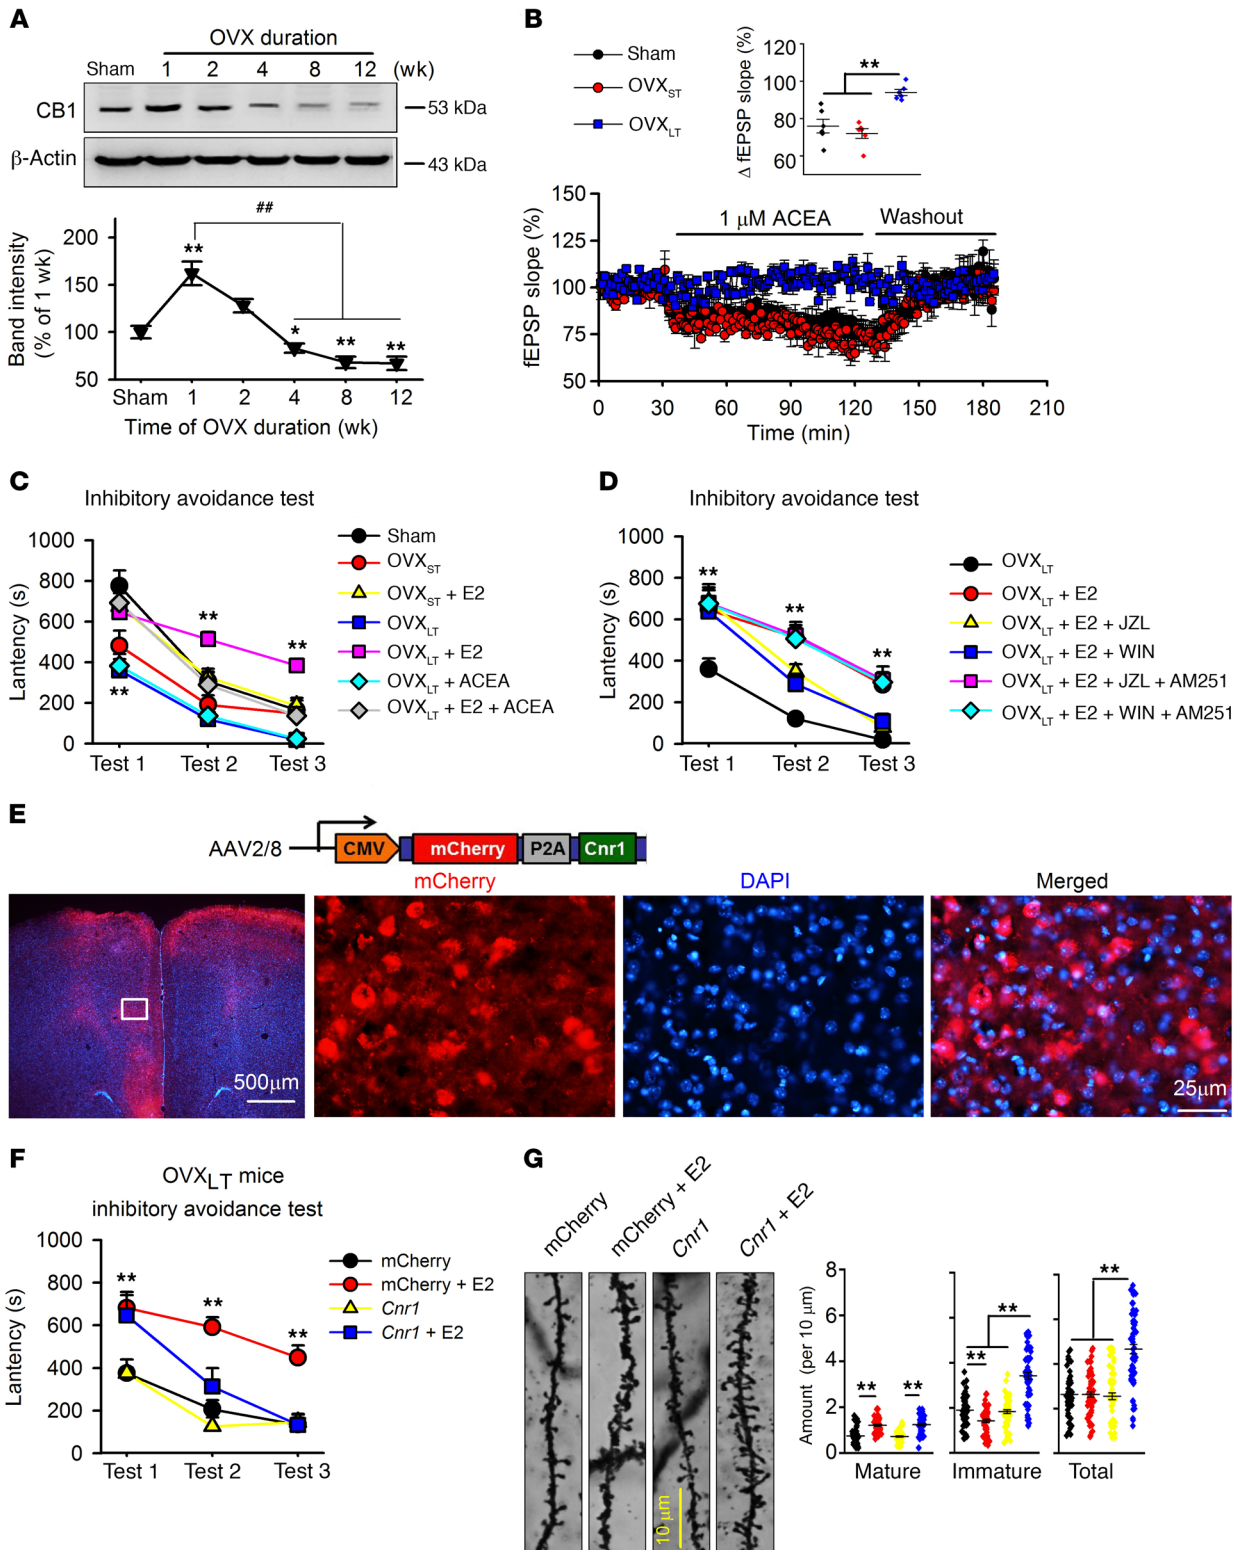 A
OVX duration
Sham 1 2 4 8 12 (wk)
CB1
53 kDa
β-Actin
43 kDa
##
Band intensity
(% of 1 wk)
200
150
100
50
**
*
**
**
Sham 1 2 4 8 12
Time of OVX duration (wk)
B
Sham
OVXST
OVXLT
Δ fEPSP slope (%)
120
100
80
60
**
fEPSP slope (%)
150
125
100
75
50
1 μM ACEA
Washout
0 30 60 90 120 150 180 210
Time (min)
C
Inhibitory avoidance test
Lantency (s)
1000
800
600
400
200
0
**
**
**
Test 1 Test 2 Test 3
Sham
OVXST
OVXST + E2
OVXLT
OVXLT + E2
OVXLT + ACEA
OVXLT + E2 + ACEA
D
Inhibitory avoidance test
Lantency (s)
1000
800
600
400
200
0
**
**
**
Test 1 Test 2 Test 3
OVXLT
OVXLT + E2
OVXLT + E2 + JZL
OVXLT + E2 + WIN
OVXLT + E2 + JZL + AM251
OVXLT + E2 + WIN + AM251
E
AAV2/8
CMV mCherry P2A Cnr1
mCherry
DAPI
Merged
500μm
25μm
F
OVXLT mice
inhibitory avoidance test
Lantency (s)
1000
800
600
400
200
0
**
**
**
Test 1 Test 2 Test 3
mCherry
mCherry + E2
Cnr1
Cnr1 + E2
G
mCherry
mCherry + E2
Cnr1
Cnr1 + E2
10 μm
Amount (per 10 μm)
8
6
4
2
0
** **
**
**
**
Mature Immature Total